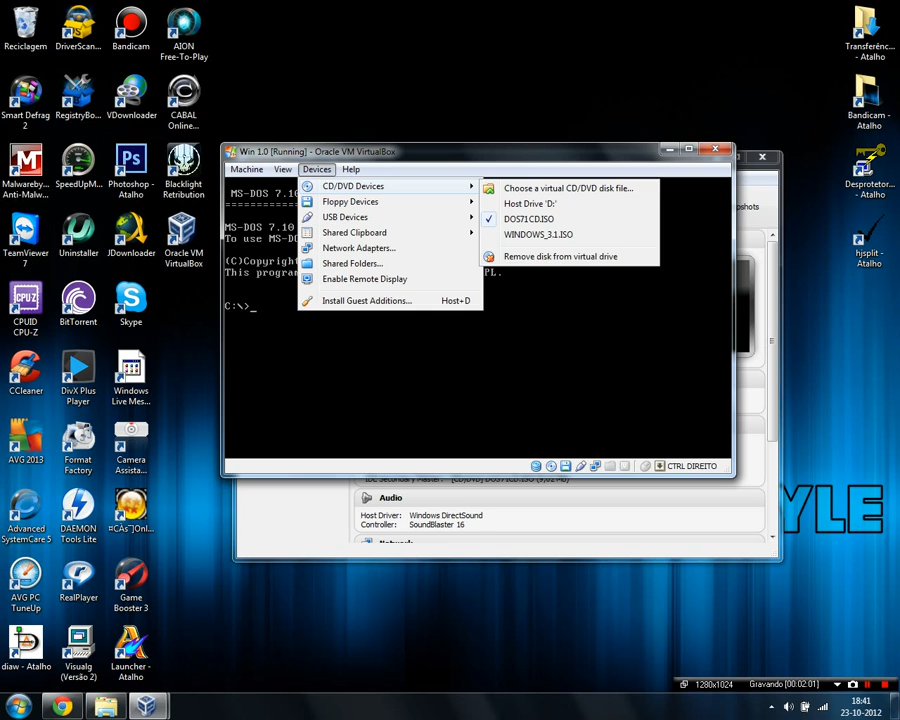 Reciclagem
DriverScan...
Bandicam
AION
Free-To-Play
Smart Defrag
2
RegistryBo...
VDownloader
CABAL
Online...
Malwareby...
Anti-Malw...
SpeedUpM...
Photoshop -
Atalho
Blacklight
Retribution
TeamViewer
7
Uninstaller
JDownloader
Oracle VM
VirtualBox
CPUID
CPU-Z
BitTorrent
Skype
CCleaner
DivX Plus
Player
Windows
Live Mes...
AVG 2013
Format
Factory
Camera
Assista...
Advanced
SystemCare 5
DAEMON
Tools Lite
AVG PC
TuneUp
RealPlayer
Game
Booster 3
diaw - Atalho
Visualg
(Versão 2)
Launcher -
Atalho
Transferênc...
- Atalho
Bandicam -
Atalho
Desprotetor...
- Atalho
hjsplit -
Atalho
Win 1.0 [Running] - Oracle VM VirtualBox
Machine View Devices Help
CD/DVD Devices
Floppy Devices
USB Devices
Shared Clipboard
Network Adapters...
Shared Folders...
Enable Remote Display
Install Guest Additions... Host+D
Choose a virtual CD/DVD disk file...
Host Drive 'D:'
DOS71CD.ISO
WINDOWS_3.1.ISO
Remove disk from virtual drive
MS-DOS 7.10
MS-DOS 7.10
To use MS-DO
(C)Copyrigh
This program
PL.
C:\>_
CTRL DIREITO
Audio
Host Driver: Windows DirectSound
Controller: SoundBlaster 16
Network
YLE
1280x1024 Gravando [00:02:01]
18:41
23-10-2012